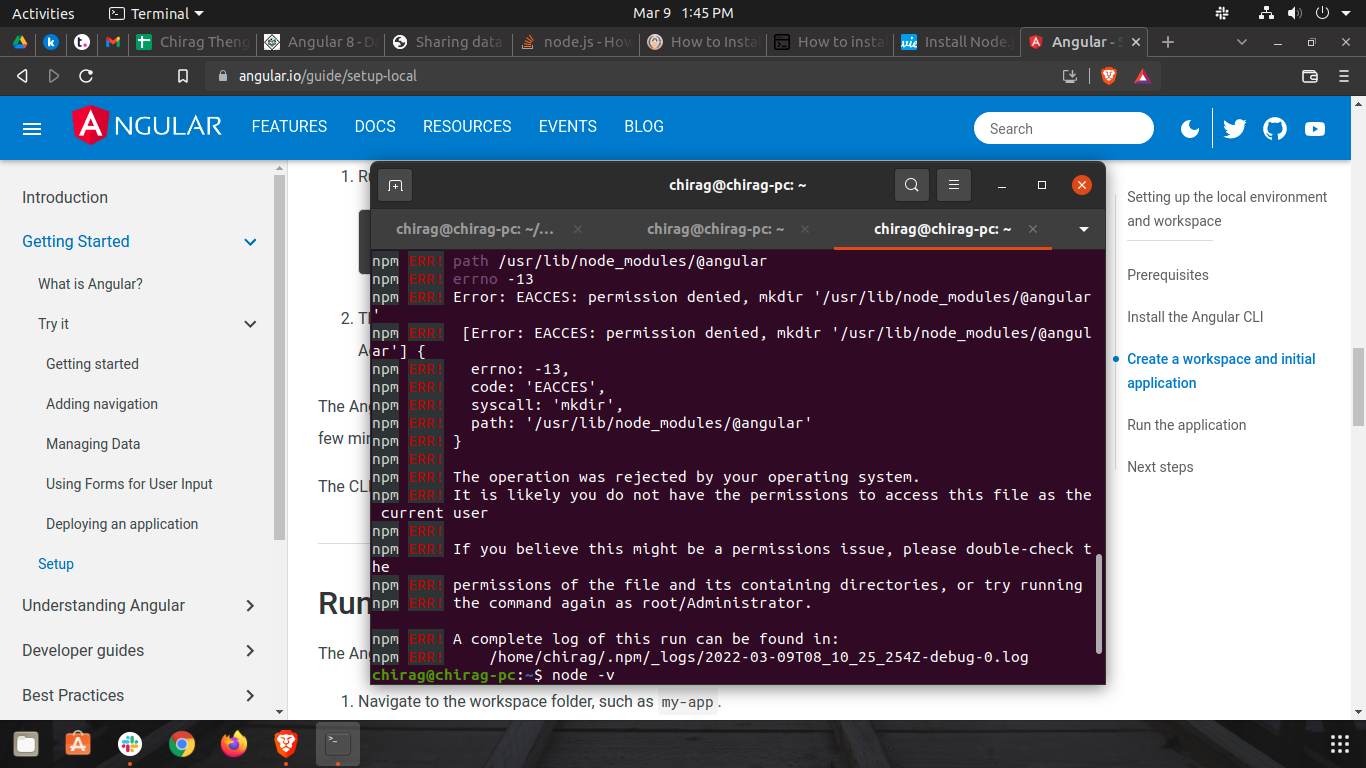 Activities
Terminal
Mar 9 1:45 PM
Chirag Theng
Angular 8 - D
Sharing data
node.js - How
How to Instal
How to instal
Install Node.j
Angular - S
angular.io/guide/setup-local
ANGULAR
FEATURES
DOCS
RESOURCES
EVENTS
BLOG
Search
Introduction
Getting Started
What is Angular?
Try it
Getting started
Adding navigation
Managing Data
Using Forms for User Input
Deploying an application
Setup
Understanding Angular
Developer guides
Best Practices
1. Ru
2. Th
A
The Ang
few min
The CLI
Run
The Ang
1. Navigate to the workspace folder, such as my-app.
chirag@chirag-pc: ~
chirag@chirag-pc: ~/...
chirag@chirag-pc: ~
chirag@chirag-pc: ~
npm ERR! path /usr/lib/node_modules/@angular
npm ERR! errno -13
npm ERR! Error: EACCES: permission denied, mkdir '/usr/lib/node_modules/@angular
'
npm ERR!  [Error: EACCES: permission denied, mkdir '/usr/lib/node_modules/@angul
ar'] {
npm ERR!   errno: -13,
npm ERR!   code: 'EACCES',
npm ERR!   syscall: 'mkdir',
npm ERR!   path: '/usr/lib/node_modules/@angular'
npm ERR! }
npm ERR!
npm ERR! The operation was rejected by your operating system.
npm ERR! It is likely you do not have the permissions to access this file as the
 current user
npm ERR!
npm ERR! If you believe this might be a permissions issue, please double-check t
he
npm ERR! permissions of the file and its containing directories, or try running
npm ERR! the command again as root/Administrator.
npm ERR! A complete log of this run can be found in:
npm ERR!     /home/chirag/.npm/_logs/2022-03-09T08_10_25_254Z-debug-0.log
chirag@chirag-pc:~$ node -v
Setting up the local environment
and workspace
Prerequisites
Install the Angular CLI
Create a workspace and initial
application
Run the application
Next steps